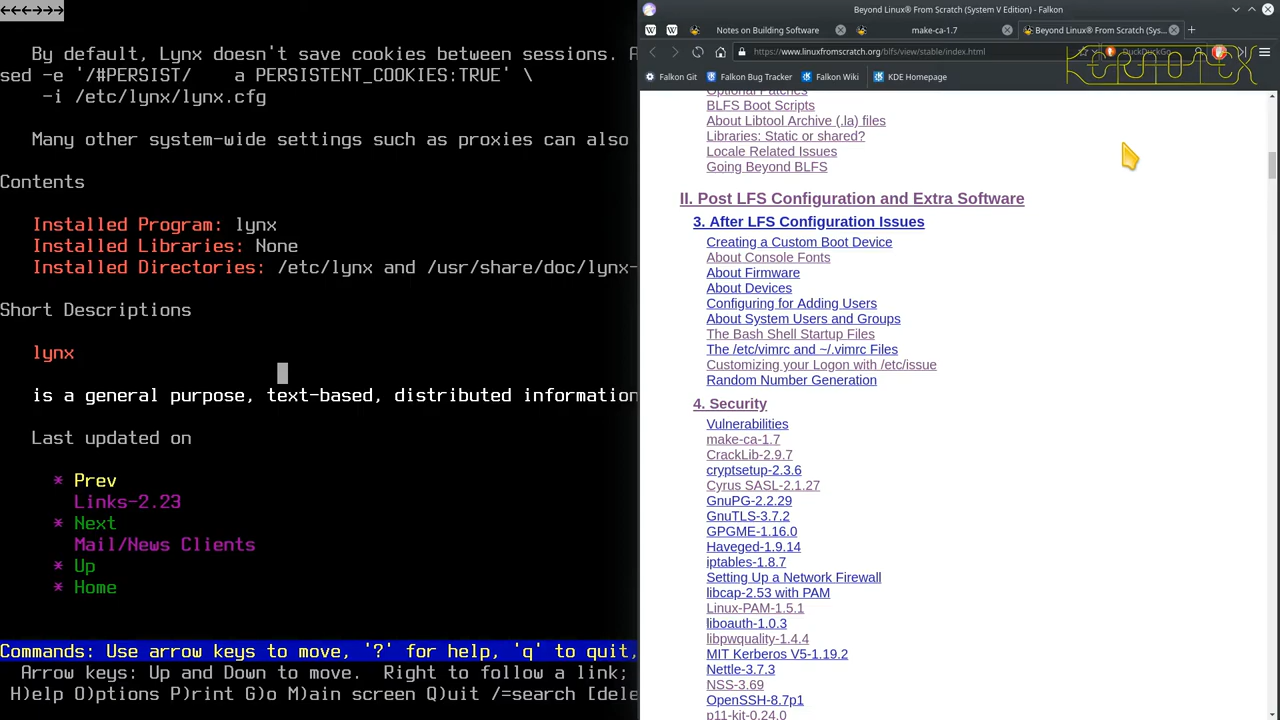 ←←←→→→
By default, Lynx doesn't save cookies between sessions. A
sed -e '/#PERSIST/    a PERSISTENT_COOKIES:TRUE' \
-i /etc/lynx/lynx.cfg
Many other system-wide settings such as proxies can also
Contents
Installed Program: lynx
Installed Libraries: None
Installed Directories: /etc/lynx and /usr/share/doc/lynx-
Short Descriptions
lynx
is a general purpose, text-based, distributed information
Last updated on
* Prev
Links-2.23
* Next
Mail/News Clients
* Up
* Home
Commands: Use arrow keys to move, '?' for help, 'q' to quit,
Arrow keys: Up and Down to move.  Right to follow a link;
H)elp O)ptions P)rint G)o M)ain screen Q)uit /=search [dele
Beyond Linux® From Scratch (System V Edition) - Falkon
W W Notes on Building Software make-ca-1.7 Beyond Linux® From Scratch (Sys...
https://www.linuxfromscratch.org/blfs/view/stable/index.html DuckDuckGo
Falkon Git Falkon Bug Tracker Falkon Wiki KDE Homepage
Optional Patches
BLFS Boot Scripts
About Libtool Archive (.la) files
Libraries: Static or shared?
Locale Related Issues
Going Beyond BLFS
II. Post LFS Configuration and Extra Software
3. After LFS Configuration Issues
Creating a Custom Boot Device
About Console Fonts
About Firmware
About Devices
Configuring for Adding Users
About System Users and Groups
The Bash Shell Startup Files
The /etc/vimrc and ~/.vimrc Files
Customizing your Logon with /etc/issue
Random Number Generation
4. Security
Vulnerabilities
make-ca-1.7
CrackLib-2.9.7
cryptsetup-2.3.6
Cyrus SASL-2.1.27
GnuPG-2.2.29
GnuTLS-3.7.2
GPGME-1.16.0
Haveged-1.9.14
iptables-1.8.7
Setting Up a Network Firewall
libcap-2.53 with PAM
Linux-PAM-1.5.1
liboauth-1.0.3
libpwquality-1.4.4
MIT Kerberos V5-1.19.2
Nettle-3.7.3
NSS-3.69
OpenSSH-8.7p1
p11-kit-0.24.0